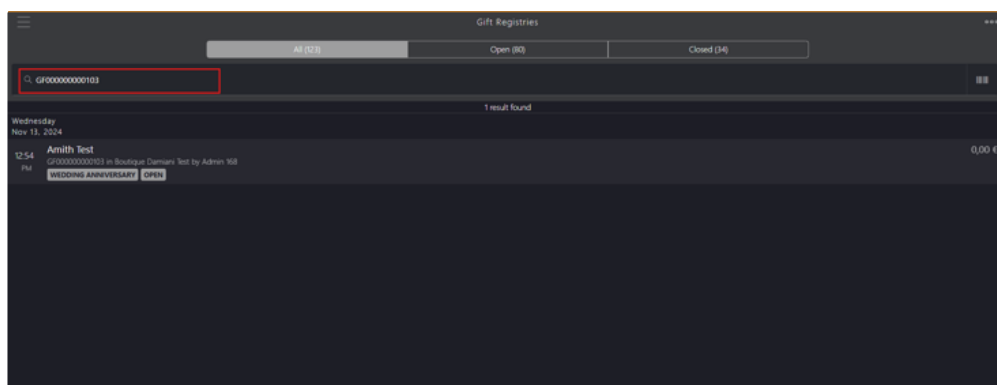 Gift Registries
All (123) Open (80) Closed (34)
GF000000000103
1 result found
Wednesday
Nov 13, 2024
12:54
PM
Amith Test
0,00 €
GF000000000103 in Boutique Damiani Test by Admin 168
WEDDING ANNIVERSARY OPEN